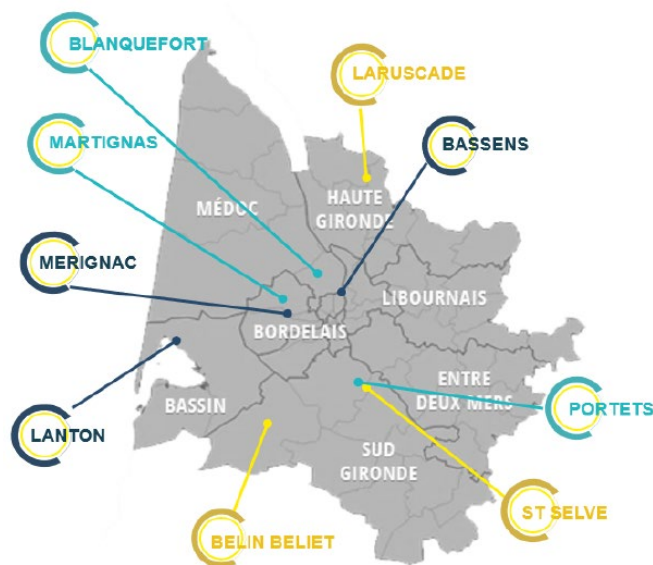 BLANQUEFORT
LARUSCADE
MARTIGNAS
BASSENS
MÉDOC
HAUTE
GIRONDE
MERIGNAC
LIBOURNAIS
BORDELAIS
ENTRE
DEUX MERS
BASSIN
PORTETS
LANTON
SUD
GIRONDE
ST SELVE
BELIN BELIET